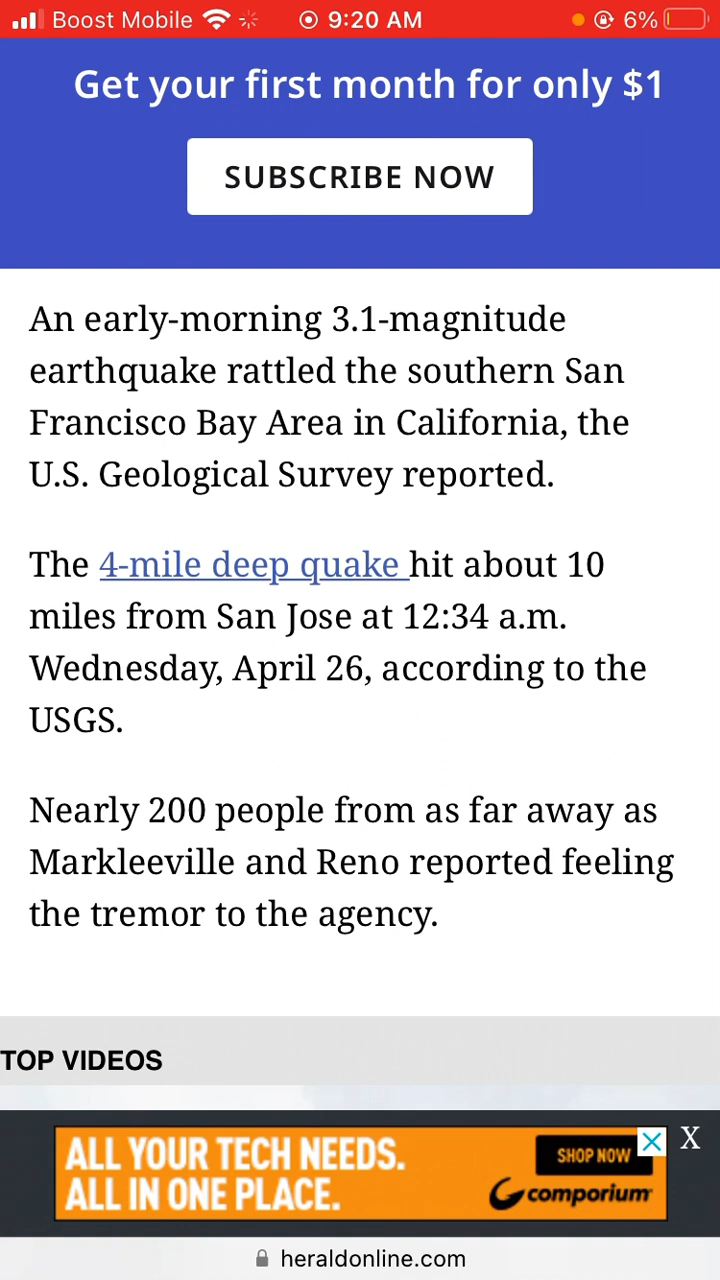 Boost Mobile 9:20 AM 6%
Get your first month for only $1
SUBSCRIBE NOW
An early-morning 3.1-magnitude
earthquake rattled the southern San
Francisco Bay Area in California, the
U.S. Geological Survey reported.
The 4-mile deep quake hit about 10
miles from San Jose at 12:34 a.m.
Wednesday, April 26, according to the
USGS.
Nearly 200 people from as far away as
Markleeville and Reno reported feeling
the tremor to the agency.
TOP VIDEOS
ALL YOUR TECH NEEDS.
ALL IN ONE PLACE.
SHOP NOW
comporium
X
heraldonline.com